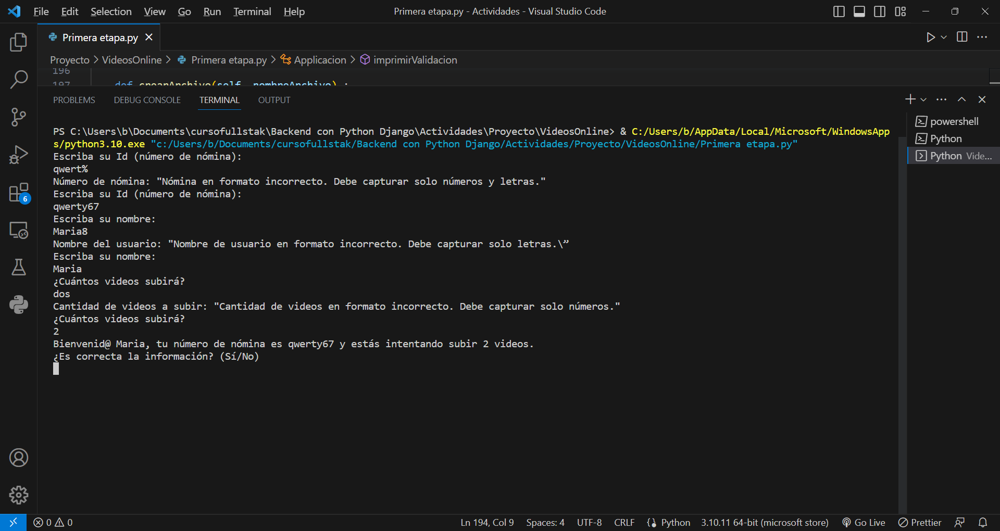 File Edit Selection View Go Run Terminal Help Primera etapa.py - Actividades - Visual Studio Code
Primera etapa.py
Proyecto > VideosOnline > Primera etapa.py > Applicacion > imprimirValidacion
196
197 def crearArchivo(self, nombreArchivo) :
PROBLEMS DEBUG CONSOLE TERMINAL OUTPUT
PS C:\Users\b\Documents\cursofullstak\Backend con Python Django\Actividades\Proyecto\VideosOnline> & C:/Users/b/AppData/Local/Microsoft/WindowsApp
s/python3.10.exe "c:/Users/b/Documents/cursofullstak/Backend con Python Django/Actividades/Proyecto/VideosOnline/Primera etapa.py"
Escriba su Id (número de nómina):
qwert%
Número de nómina: "Nómina en formato incorrecto. Debe capturar solo números y letras."
Escriba su Id (número de nómina):
qwerty67
Escriba su nombre:
Maria8
Nombre del usuario: "Nombre de usuario en formato incorrecto. Debe capturar solo letras.\”
Escriba su nombre:
Maria
¿Cuántos videos subirá?
dos
Cantidad de videos a subir: "Cantidad de videos en formato incorrecto. Debe capturar solo números."
¿Cuántos videos subirá?
2
Bienvenid@ Maria, tu número de nómina es qwerty67 y estás intentando subir 2 videos.
¿Es correcta la información? (Sí/No)
powershell
Python
Python Vide...
6
0 0 Ln 194, Col 9 Spaces: 4 UTF-8 CRLF Python 3.10.11 64-bit (microsoft store) Go Live Prettier